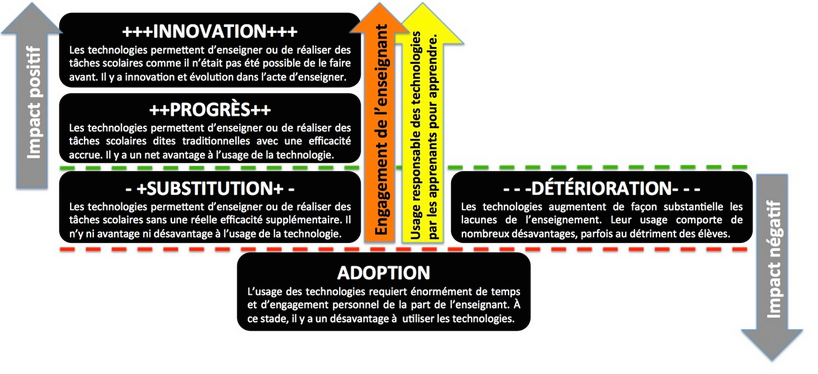 Impact positif
+++INNOVATION+++
Les technologies permettent d'enseigner ou de réaliser des
tâches scolaires comme il n'était pas été possible de le faire
avant. Il y a innovation et évolution dans l'acte d'enseigner.
++PROGRÈS++
Les technologies permettent d'enseigner ou de réaliser des
tâches scolaires dites traditionnelles avec une efficacité
accrue. Il y a un net avantage à l'usage de la technologie.
- +SUBSTITUTION+ -
Les technologies permettent d'enseigner ou de réaliser des
tâches scolaires sans une réelle efficacité supplémentaire. Il
n'y ni avantage ni désavantage à l'usage de la technologie.
Engagement de l'enseignant
Usage responsable des technologies
par les apprenants pour apprendre.
- - -DÉTÉRIORATION- - -
Les technologies augmentent de façon substantielle les
lacunes de l'enseignement. Leur usage comporte de
nombreux désavantages, parfois au détriment des élèves.
ADOPTION
L'usage des technologies requiert énormément de temps
et d'engagement personnel de la part de l'enseignant. À
ce stade, il y a un désavantage à utiliser les technologies.
Impact négatif